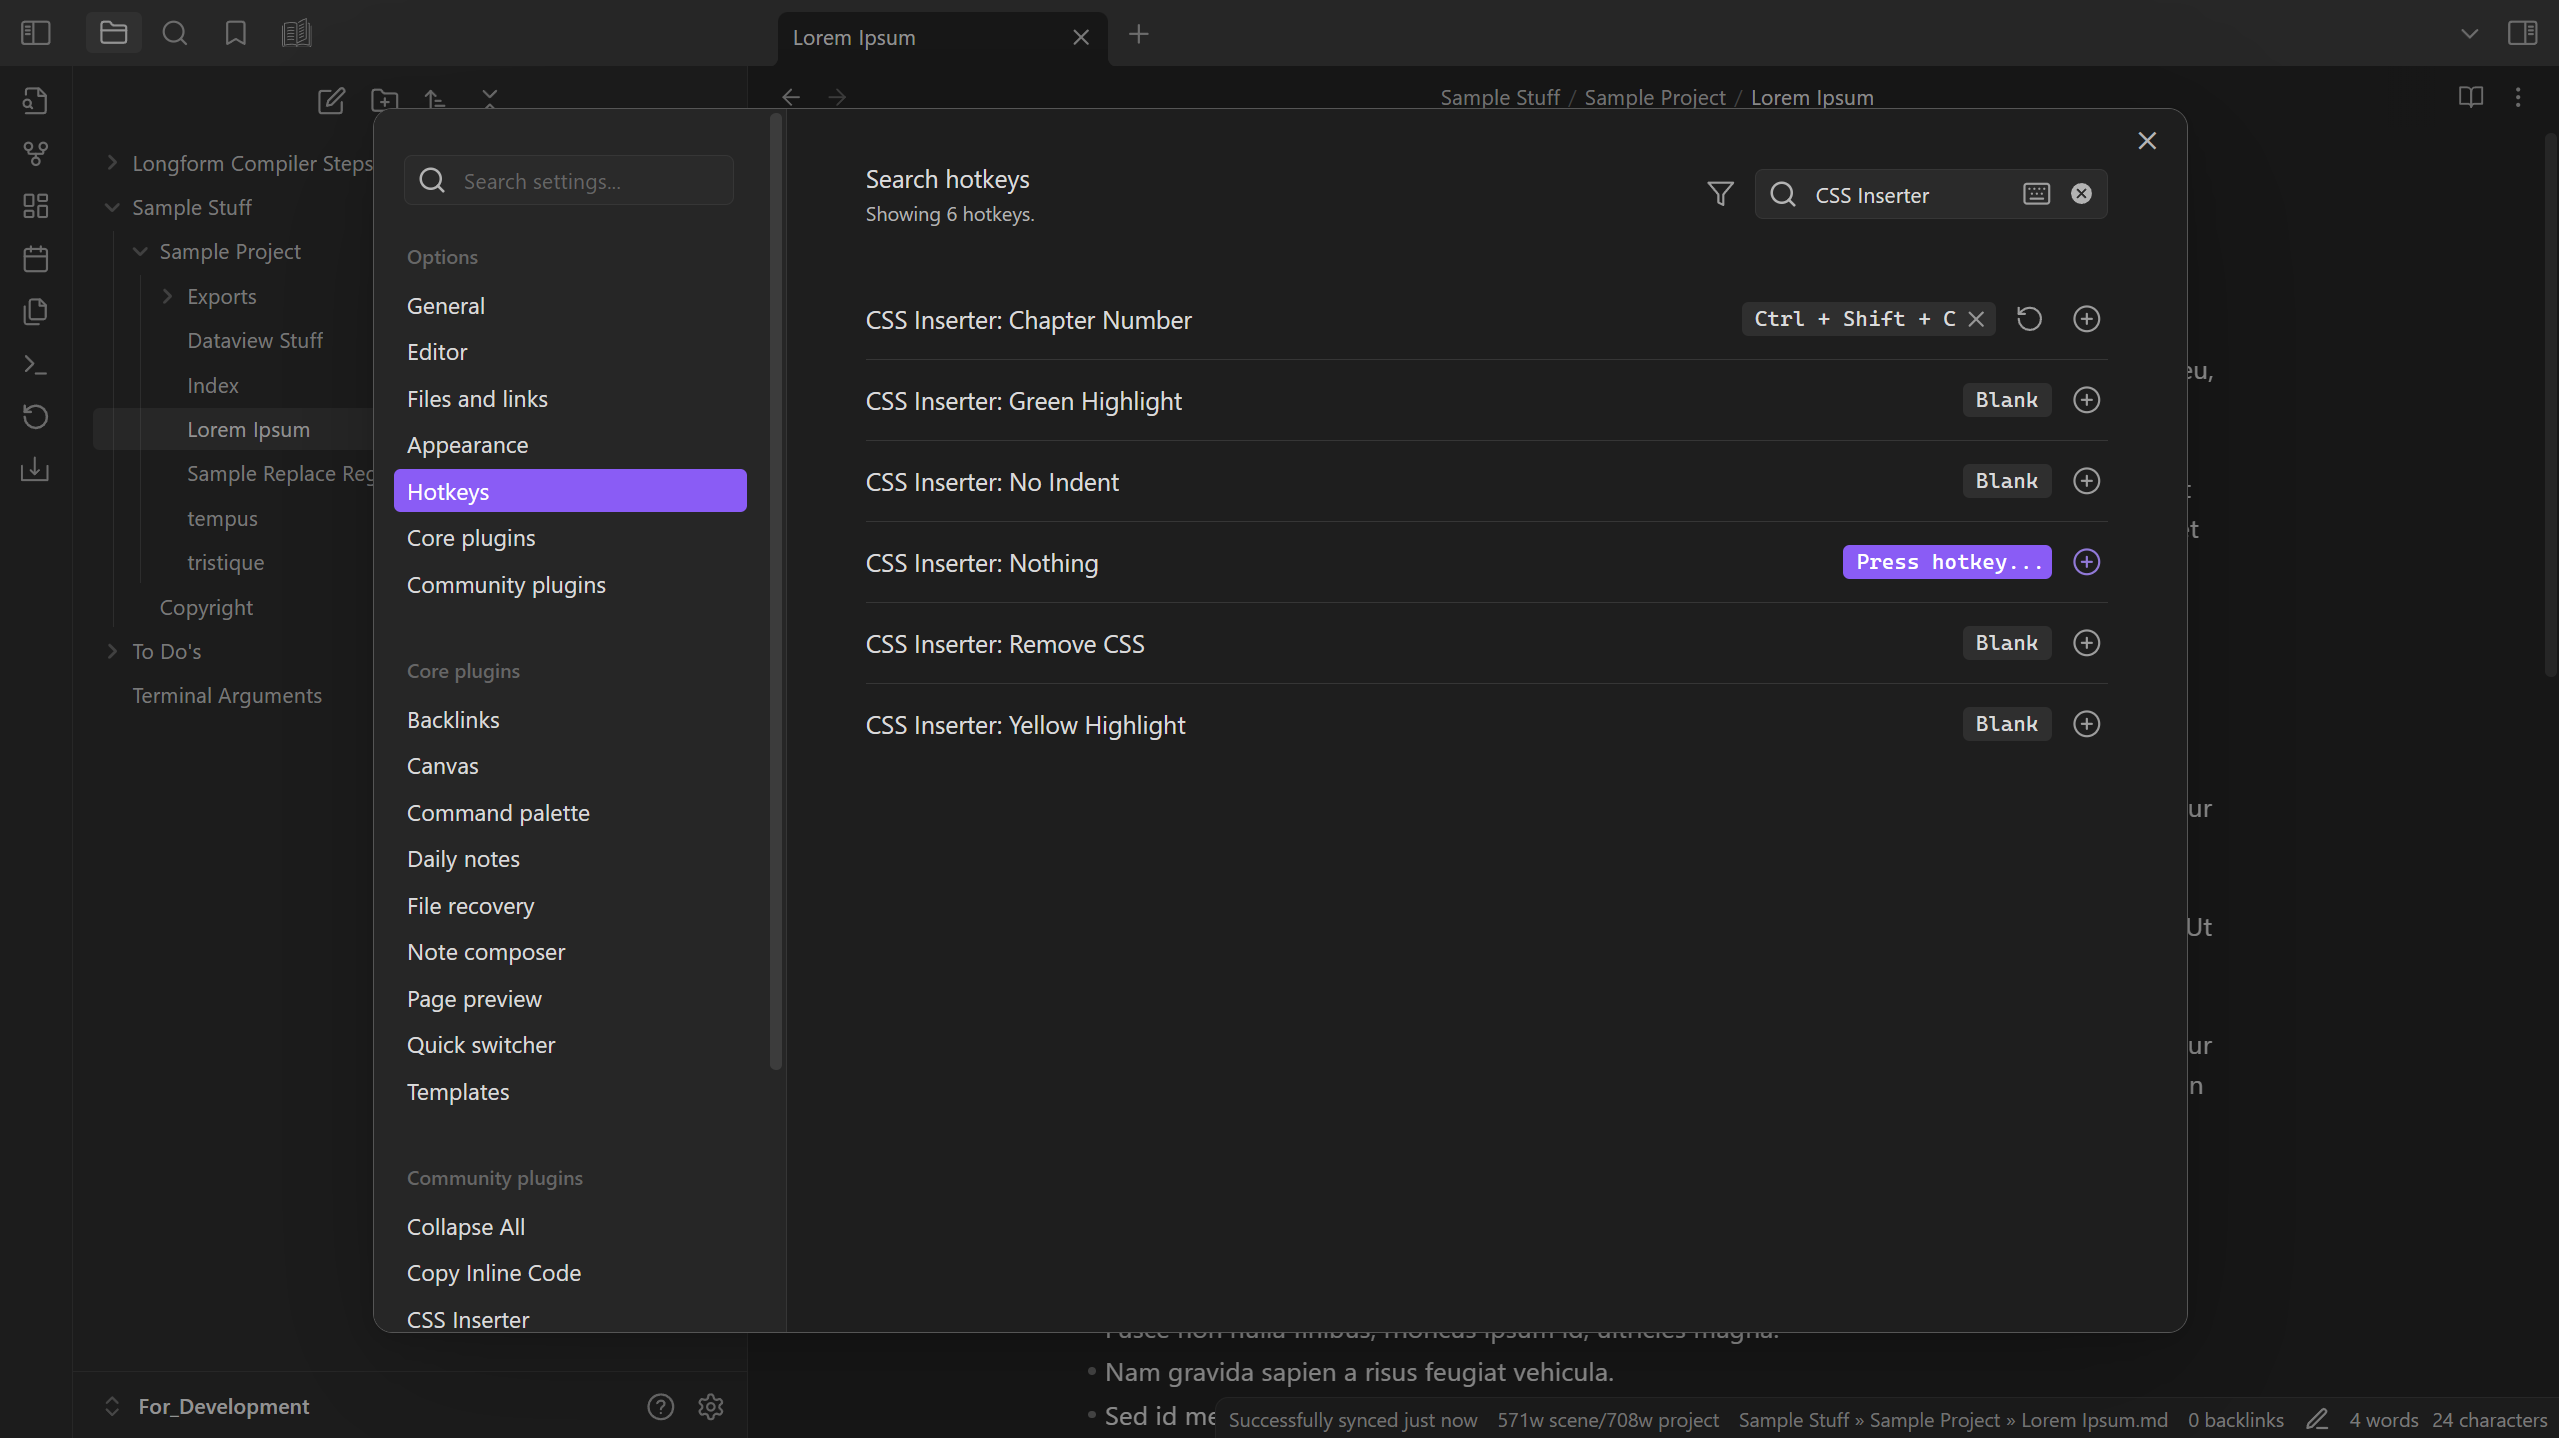 Lorem Ipsum
Sample Stuff / Sample Project / Lorem Ipsum
Longform Compiler Steps
Sample Stuff
Sample Project
Exports
Dataview Stuff
Index
Lorem Ipsum
Sample Replace Reg
tempus
tristique
Copyright
To Do's
Terminal Arguments
For_Development
Search settings...
Options
General
Editor
Files and links
Appearance
Hotkeys
Core plugins
Community plugins
Core plugins
Backlinks
Canvas
Command palette
Daily notes
File recovery
Note composer
Page preview
Quick switcher
Templates
Community plugins
Collapse All
Copy Inline Code
CSS Inserter
Search hotkeys
Showing 6 hotkeys.
CSS Inserter
CSS Inserter: Chapter Number Ctrl + Shift + C
CSS Inserter: Green Highlight Blank
CSS Inserter: No Indent Blank
CSS Inserter: Nothing Press hotkey...
CSS Inserter: Remove CSS Blank
CSS Inserter: Yellow Highlight Blank
eu,
et
ur
Ut
ur
n
Fusce non nulla finibus, rhoncus ipsum id, ultricies magna.
Nam gravida sapien a risus feugiat vehicula.
Sed id me
Successfully synced just now 571w scene/708w project Sample Stuff » Sample Project » Lorem Ipsum.md 0 backlinks 4 words 24 characters